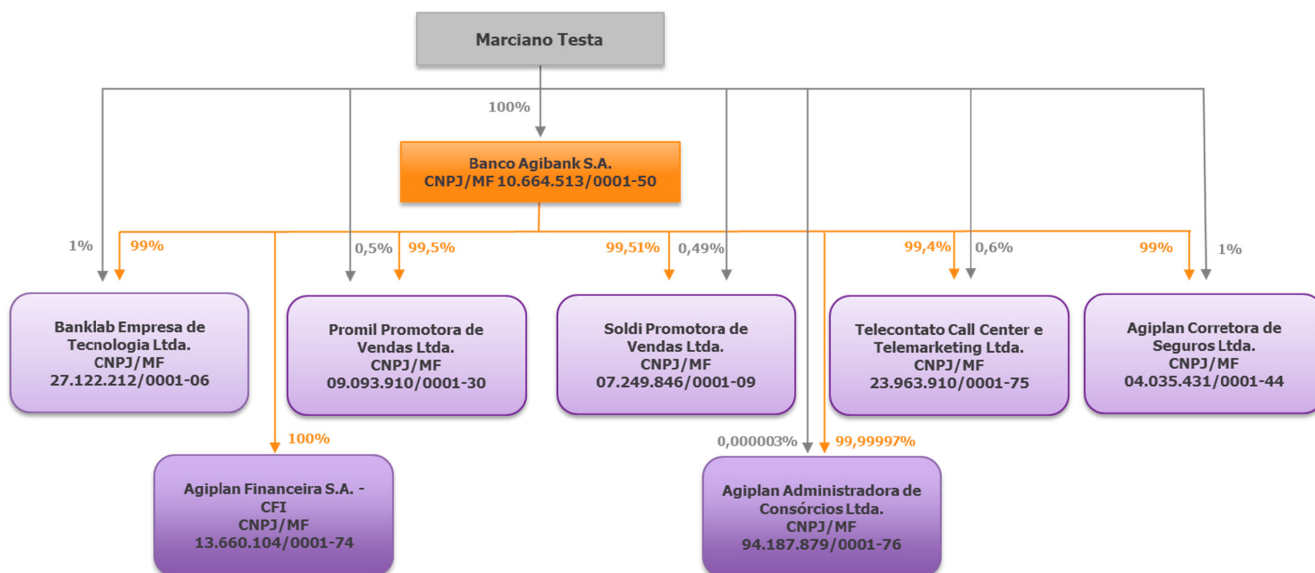 Marciano Testa
100%
Banco Agibank S.A.
CNPJ/MF 10.664.513/0001-50
1%
99%
0,5%
99,5%
99,51%
0,49%
99,4%
0,6%
99%
1%
Banklab Empresa de
Tecnologia Ltda.
CNPJ/MF
27.122.212/0001-06
Promil Promotora de
Vendas Ltda.
CNPJ/MF
09.093.910/0001-30
Soldi Promotora de
Vendas Ltda.
CNPJ/MF
07.249.846/0001-09
Telecontato Call Center e
Telemarketing Ltda.
CNPJ/MF
23.963.910/0001-75
Agiplan Corretora de
Seguros Ltda.
CNPJ/MF
04.035.431/0001-44
100%
0,000003%
99,99997%
Agiplan Financeira S.A. -
CFI
CNPJ/MF
13.660.104/0001-74
Agiplan Administradora de
Consórcios Ltda.
CNPJ/MF
94.187.879/0001-76